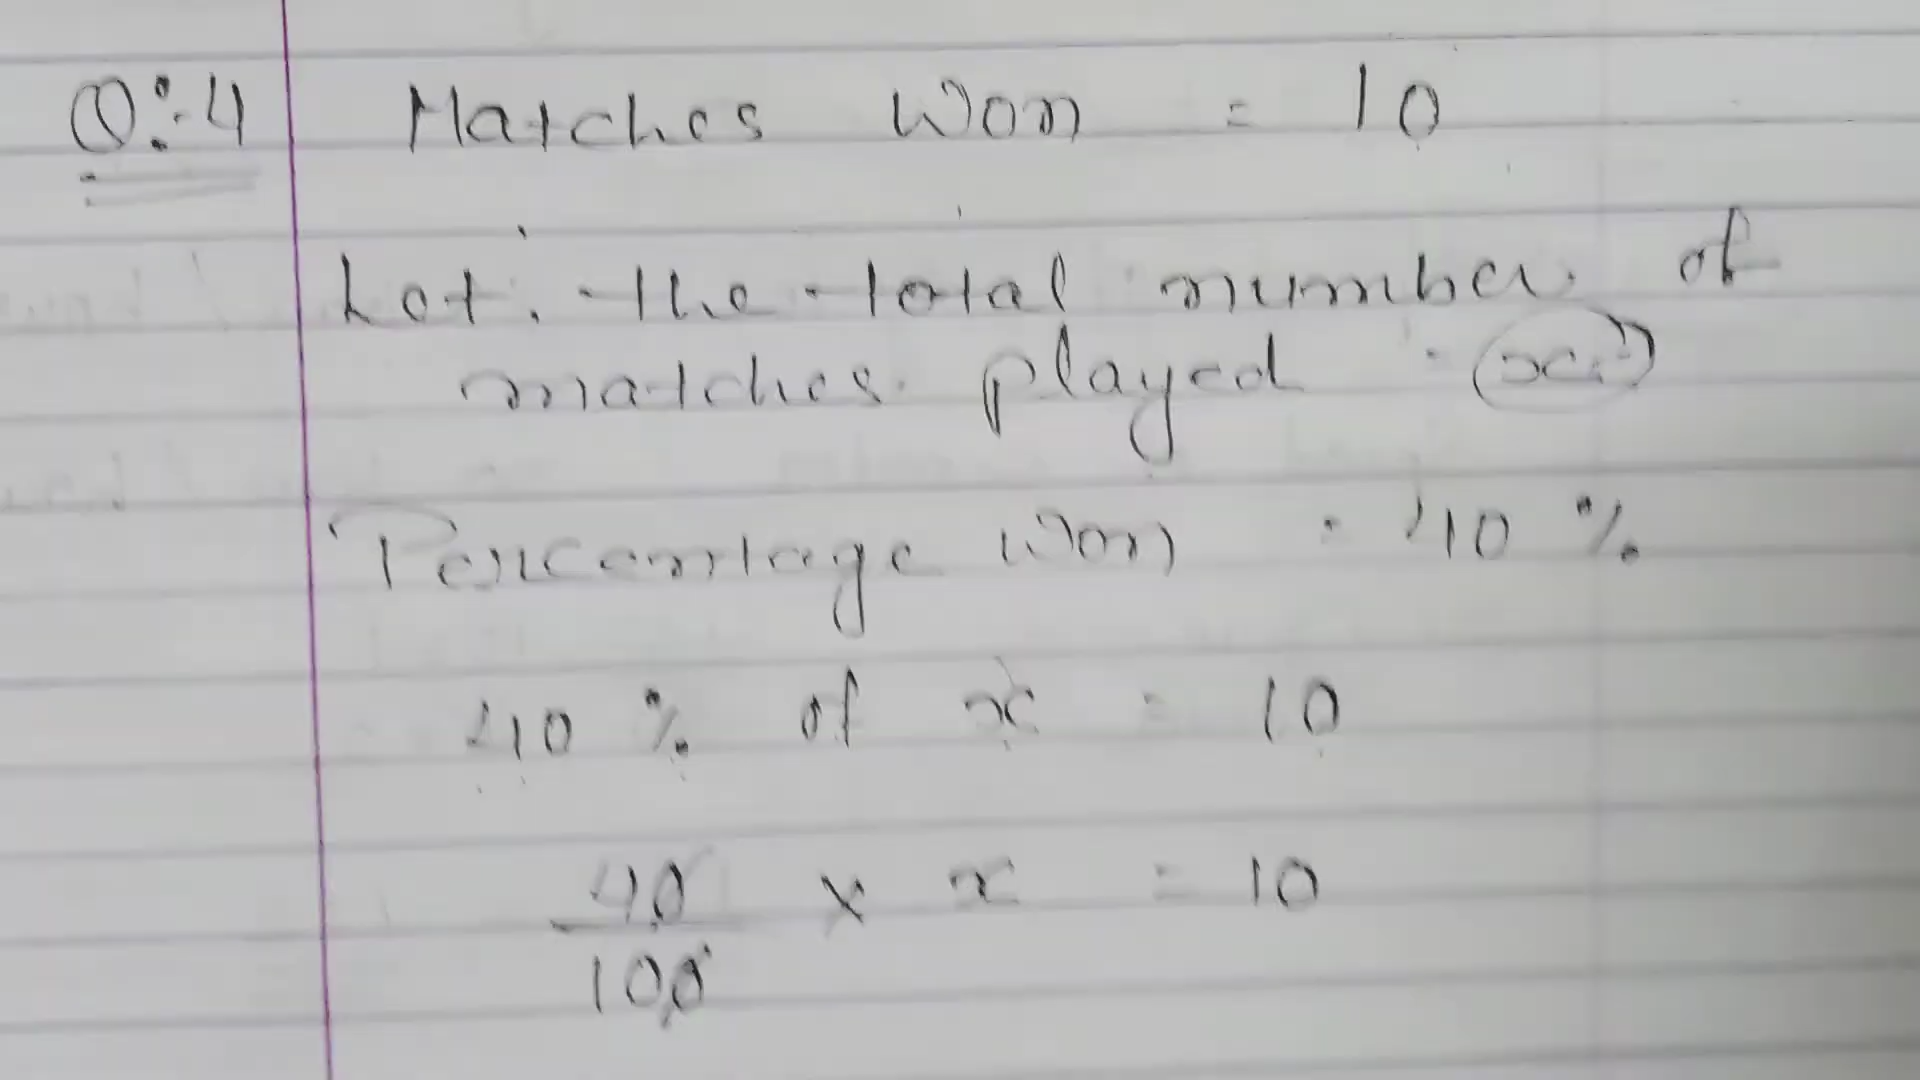 Q:4 Matches Won = 10
Let the total number of
matches played (x)
Percentage Won = 40 %
40 % of x = 10
40
100 × x = 10